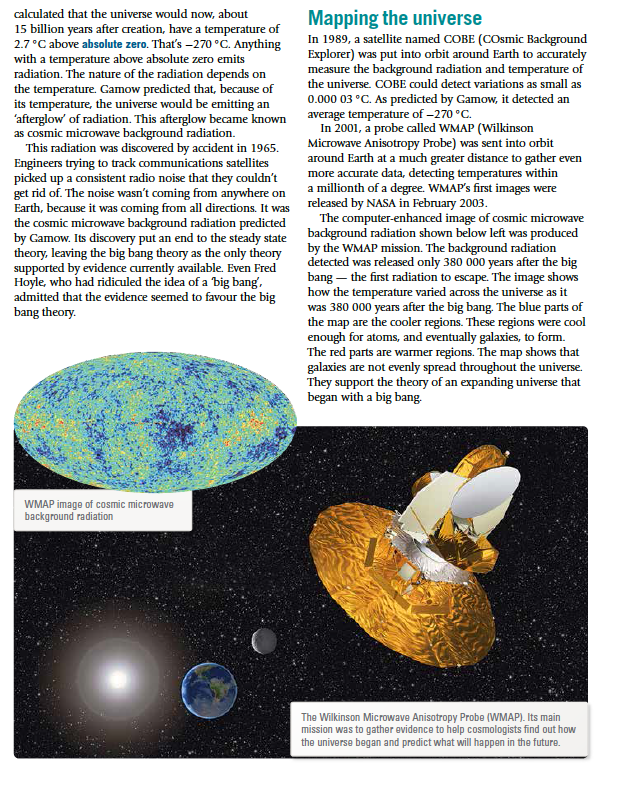 calculated that the universe would now, about
15 billion years after creation, have a temperature of
2.7 °C above absolute zero. That's –270 °C. Anything
with a temperature above absolute zero emits
radiation. The nature of the radiation depends on
the temperature. Gamow predicted that, because of
its temperature, the universe would be emitting an
'afterglow' of radiation. This afterglow became known
as cosmic microwave background radiation.
This radiation was discovered by accident in 1965.
Engineers trying to track communications satellites
picked up a consistent radio noise that they couldn't
get rid of. The noise wasn't coming from anywhere on
Earth, because it was coming from all directions. It was
the cosmic microwave background radiation predicted
by Gamow. Its discovery put an end to the steady state
theory, leaving the big bang theory as the only theory
supported by evidence currently available. Even Fred
Hoyle, who had ridiculed the idea of a 'big bang',
admitted that the evidence seemed to favour the big
bang theory.
WMAP image of cosmic microwave
background radiation
Mapping the universe
In 1989, a satellite named COBE (COsmic Background
Explorer) was put into orbit around Earth to accurately
measure the background radiation and temperature of
the universe. COBE could detect variations as small as
0.000 03 °C. As predicted by Gamow, it detected an
average temperature of –270 °C.
In 2001, a probe called WMAP (Wilkinson
Microwave Anisotropy Probe) was sent into orbit
around Earth at a much greater distance to gather even
more accurate data, detecting temperatures within
a millionth of a degree. WMAP's first images were
released by NASA in February 2003.
The computer-enhanced image of cosmic microwave
background radiation shown below left was produced
by the WMAP mission. The background radiation
detected was released only 380 000 years after the big
bang — the first radiation to escape. The image shows
how the temperature varied across the universe as it
was 380 000 years after the big bang. The blue parts of
the map are the cooler regions. These regions were cool
enough for atoms, and eventually galaxies, to form.
The red parts are warmer regions. The map shows that
galaxies are not evenly spread throughout the universe.
They support the theory of an expanding universe that
began with a big bang.
The Wilkinson Microwave Anisotropy Probe (WMAP). Its main
mission was to gather evidence to help cosmologists find out how
the universe began and predict what will happen in the future.